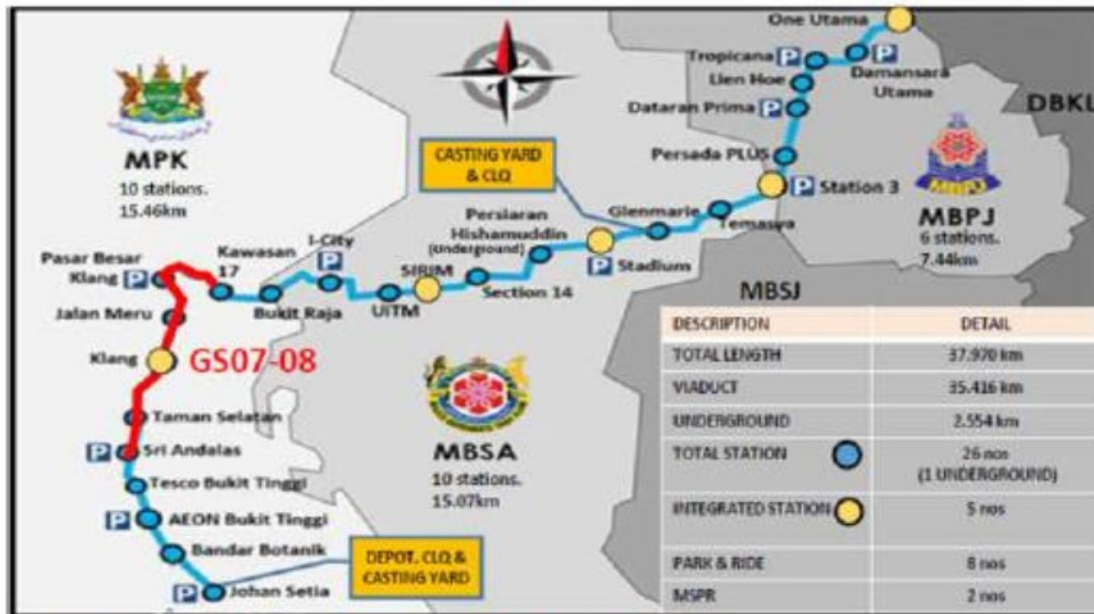 One Utama
Tropicana P
P
Damansara
Utama
Lien Hoe
Dataran Prima P
DBKL
Persada PLUS
P Station 3
MBPJ
6 stations.
7.44km
MPK
10 stations.
15.46km
CASTING YARD
& CLQ
Glenmarie
Temasya
Persiaran
Hishamuddin
(Underground)
P
Stadium
Pasar Besar
Klang P
Kawasan
17
I-City
P
SIRIM
Section 14
MBSJ
Jalan Meru
Bukit Raja
UiTM
Klang
GS07-08
Taman Selatan
P Sri Andalas
Tesco Bukit Tinggi
P AEON Bukit Tinggi
Bandar Botanik
P Johan Setia
DEPOT, CLQ &
CASTING YARD
MBSA
10 stations.
15.07km
DESCRIPTION DETAIL
TOTAL LENGTH 37.970 km
VIADUCT 35.416 km
UNDERGROUND 2.554 km
TOTAL STATION 26 nos
(1 UNDERGROUND)
INTEGRATED STATION 5 nos
PARK & RIDE 8 nos
MSPR 2 nos